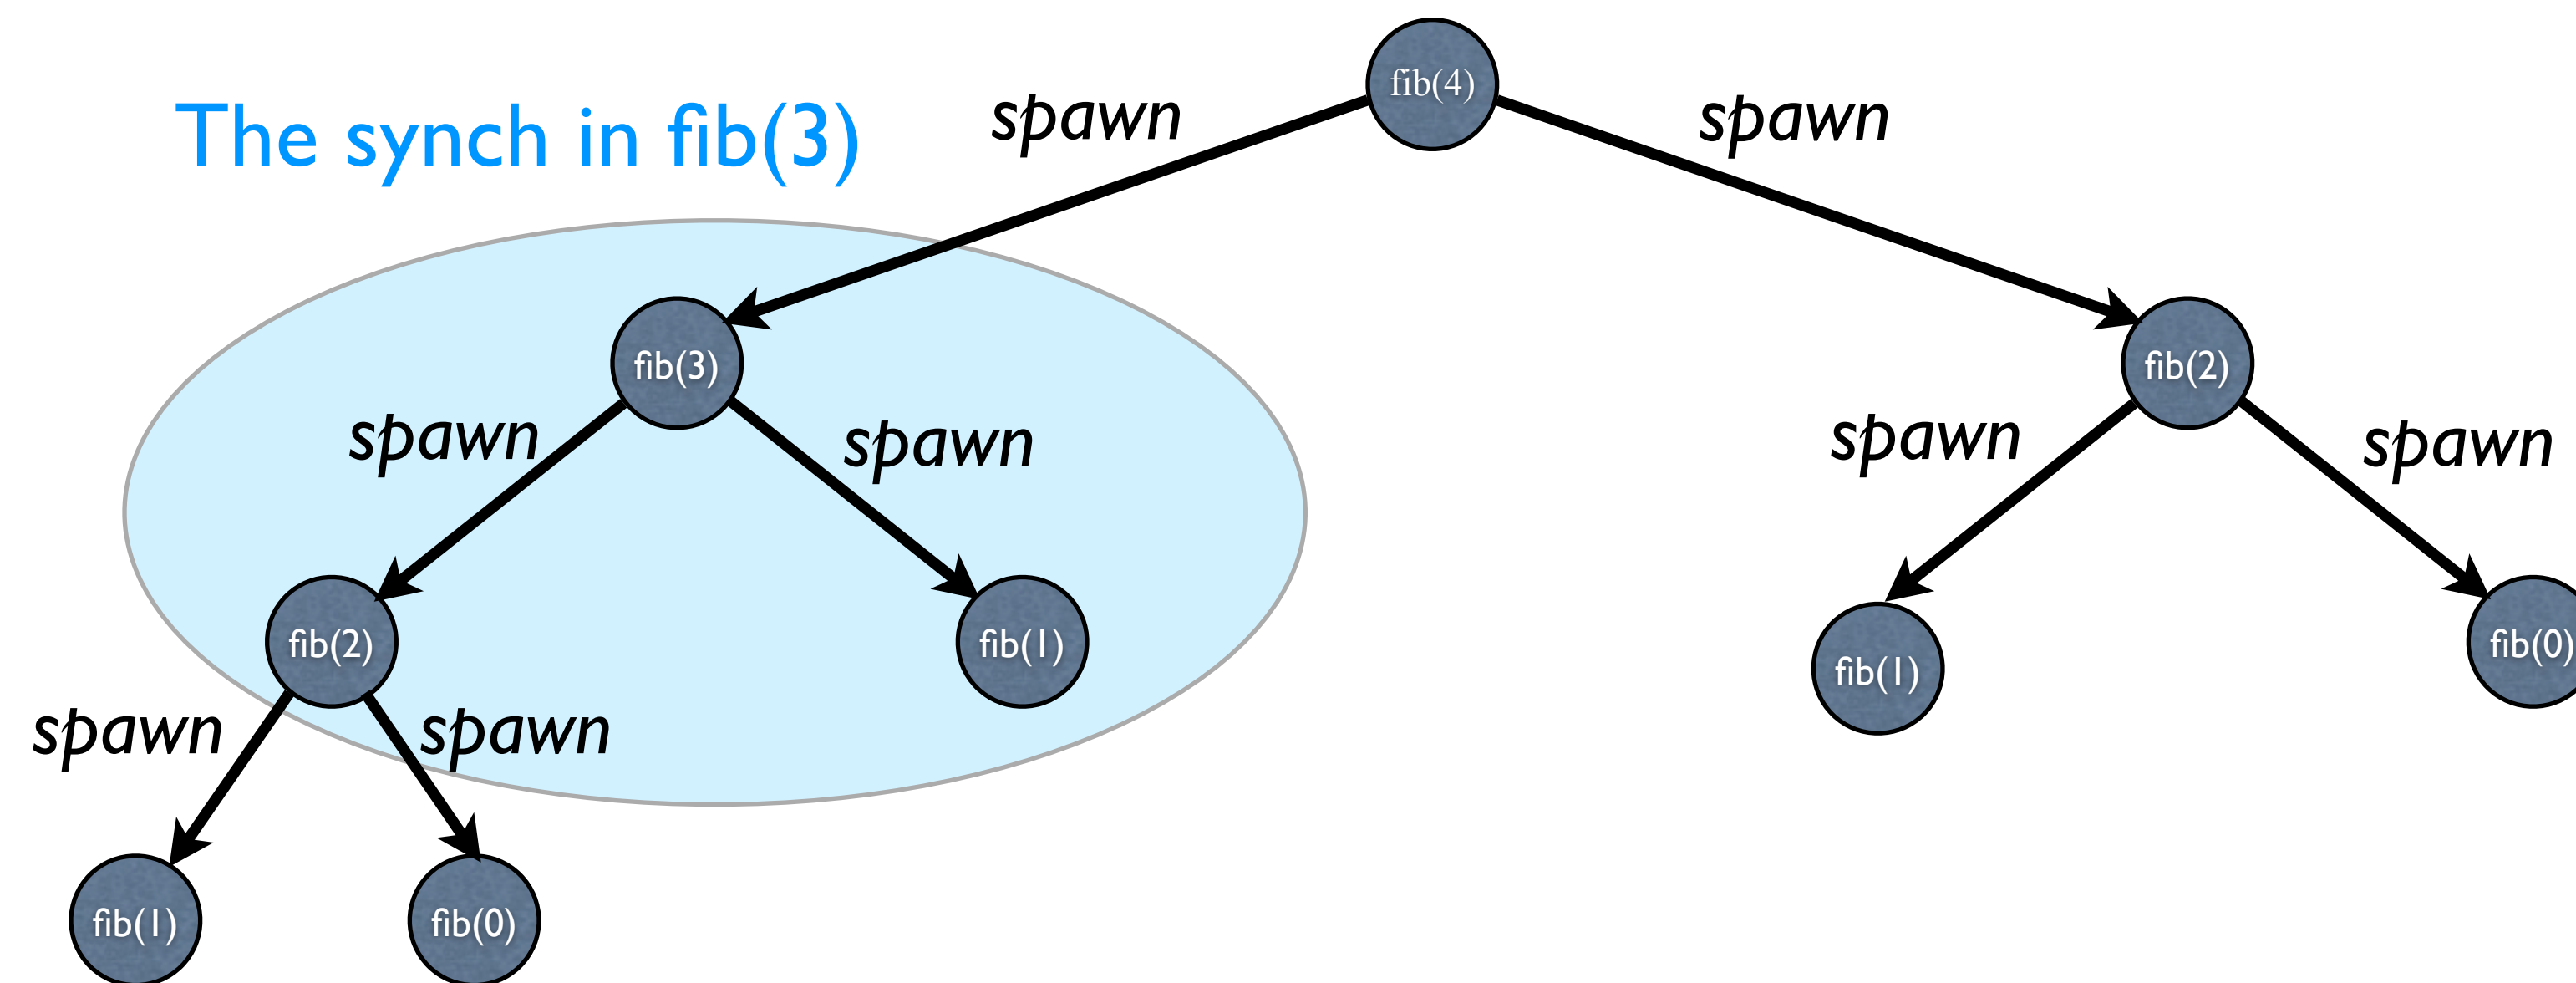 fib(4)
The synch in fib(3)
spawn
spawn
fib(3)
fib(2)
spawn
spawn
spawn
spawn
fib(2)
fib(1)
fib(1)
fib(0)
spawn
spawn
fib(1)
fib(0)